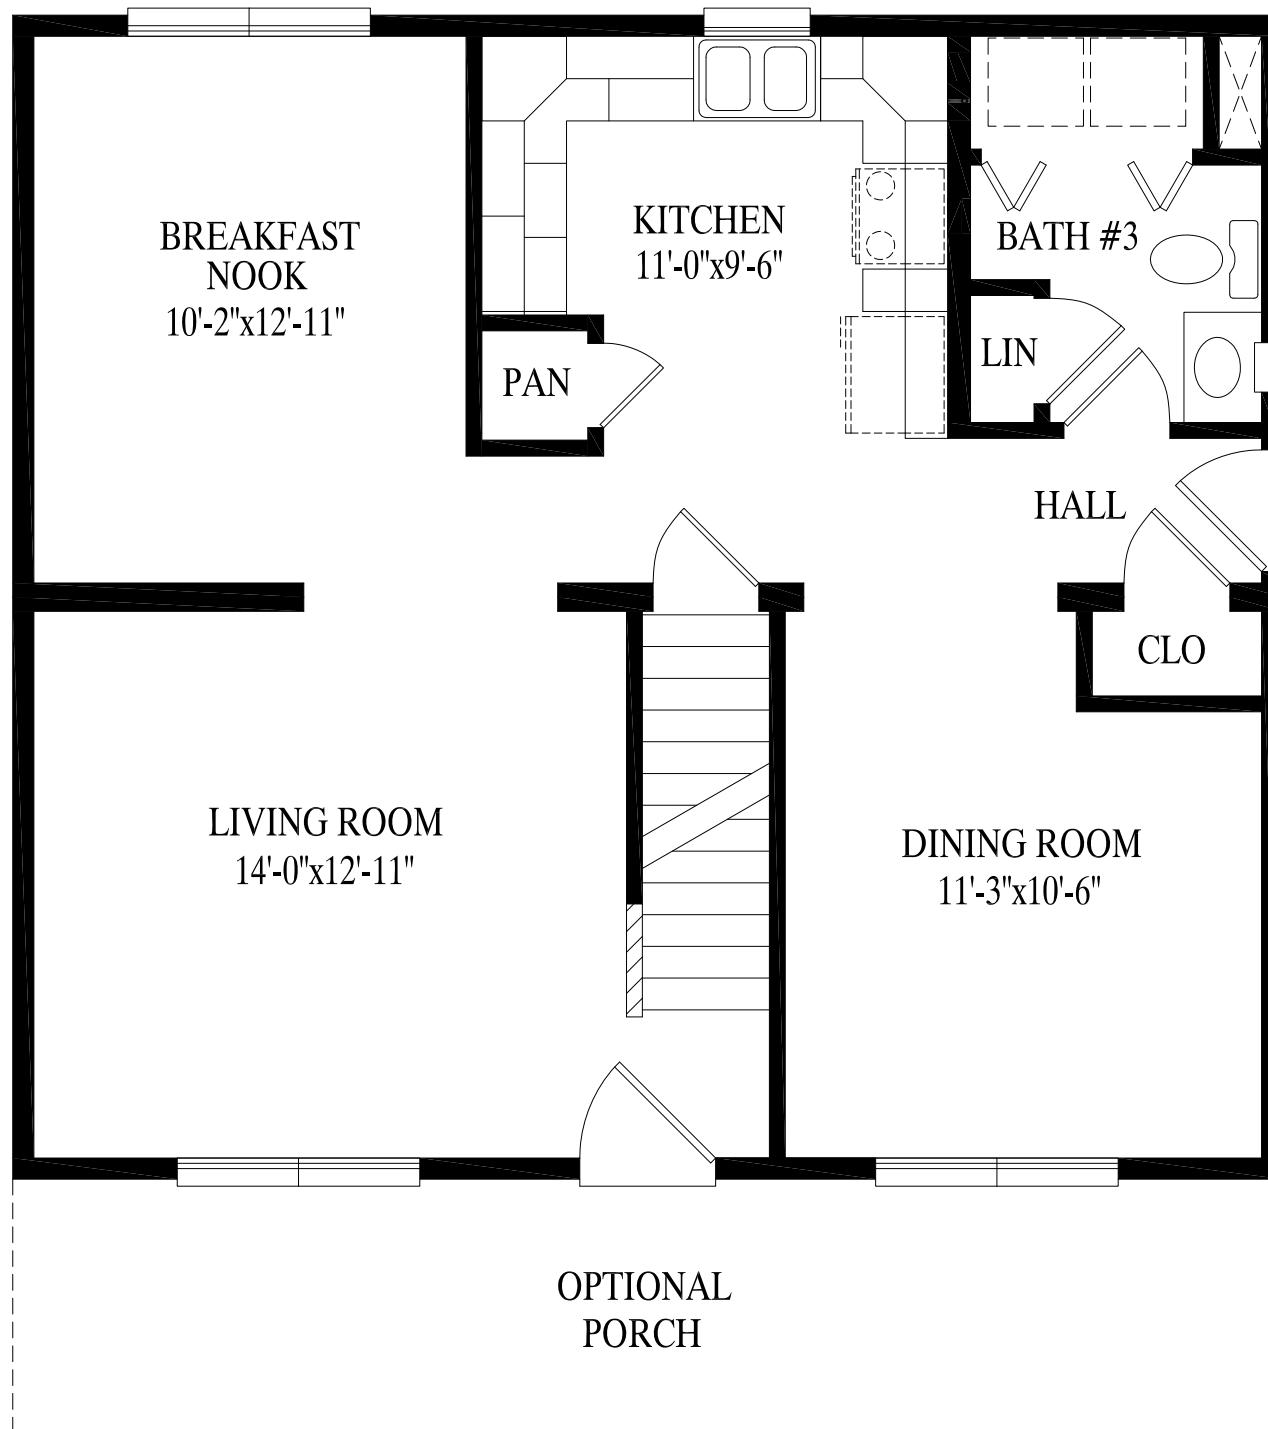 BREAKFAST
NOOK
10'-2"x12'-11"
KITCHEN
11'-0"x9'-6"
BATH #3
PAN
LIN
HALL
CLO
LIVING ROOM
14'-0"x12'-11"
DINING ROOM
11'-3"x10'-6"
OPTIONAL
PORCH